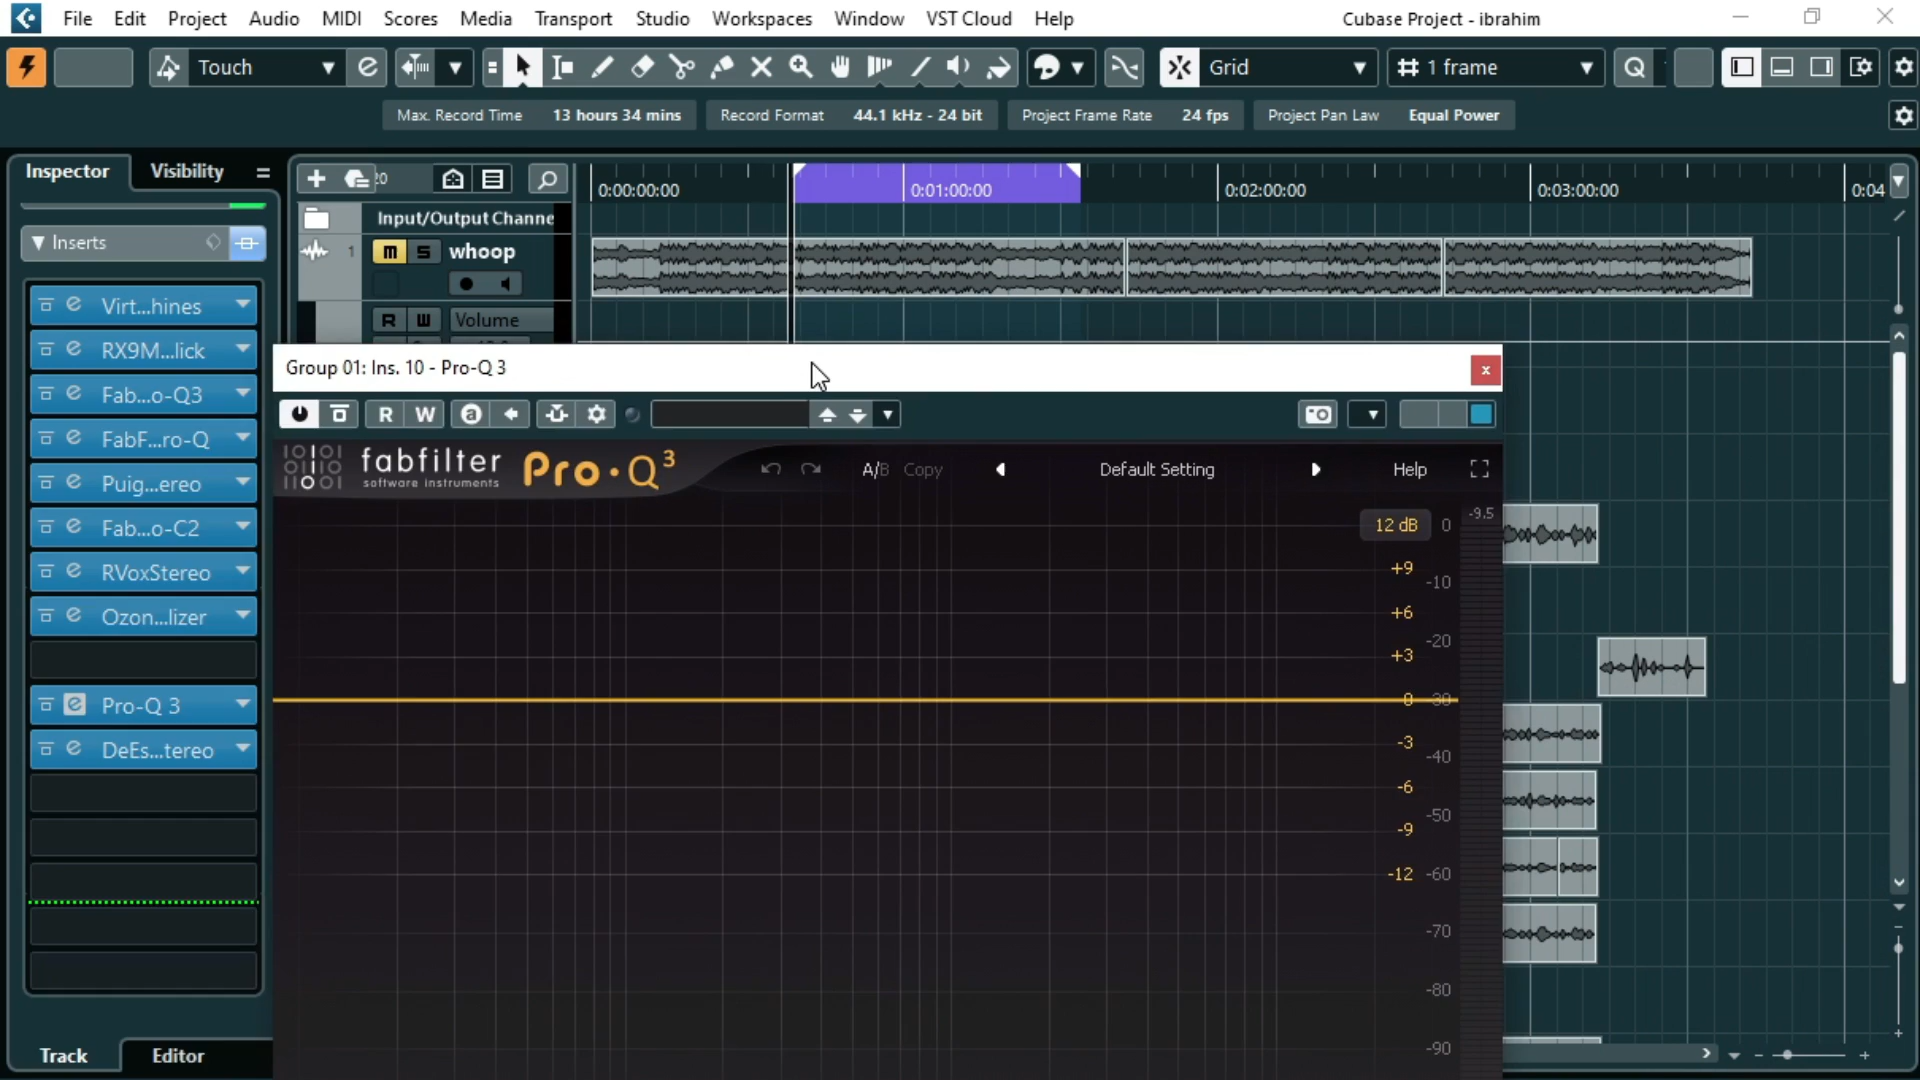 File Edit Project Audio MIDI Scores Media Transport Studio Workspaces Window VST Cloud Help
Cubase Project - ibrahim
Touch
Grid
1 frame
Max. Record Time 13 hours 34 mins
Record Format 44.1 kHz - 24 bit
Project Frame Rate 24 fps
Project Pan Law Equal Power
Inspector Visibility
0:00:00:00 0:01:00:00 0:02:00:00 0:03:00:00 0:04
Input/Output Channe
Inserts
1 M S whoop
R W Volume
Virt...hines
RX9M...lick
Fab...o-Q3
FabF...ro-Q
Puig...ereo
Fab...o-C2
RVoxStereo
Ozon...lizer
Pro-Q 3
DeEs...tereo
Group 01: Ins. 10 - Pro-Q 3
x
R W
fabfilter Pro·Q3
software instruments
A/B Copy
Default Setting
Help
12 dB 0 -9.5
+9 -10
+6
+3 -20
0 -30
-3 -40
-6 -50
-9
-12 -60
-70
-80
-90
Track Editor